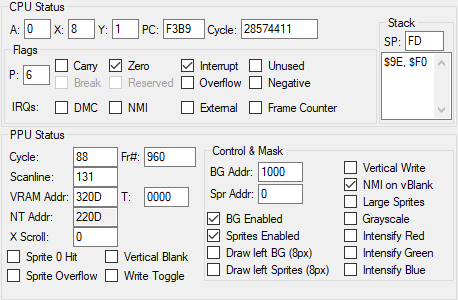 CPU Status
A: 0 X: 8 Y: 1 PC: F3B9 Cycle: 28574411
Stack
SP: FD
$9E, $F0
Flags
P: 6
Carry Zero Interrupt Unused
Break Reserved Overflow Negative
IRQs: DMC NMI External Frame Counter
PPU Status
Cycle: 88 Fr#: 960
Scanline: 131
VRAM Addr: 320D T: 0000
NT Addr: 220D
X Scroll: 0
Sprite 0 Hit Vertical Blank
Sprite Overflow Write Toggle
Control & Mask
BG Addr: 1000
Spr Addr: 0
BG Enabled
Sprites Enabled
Draw left BG (8px)
Draw left Sprites (8px)
Vertical Write
NMI on vBlank
Large Sprites
Grayscale
Intensify Red
Intensify Green
Intensify Blue